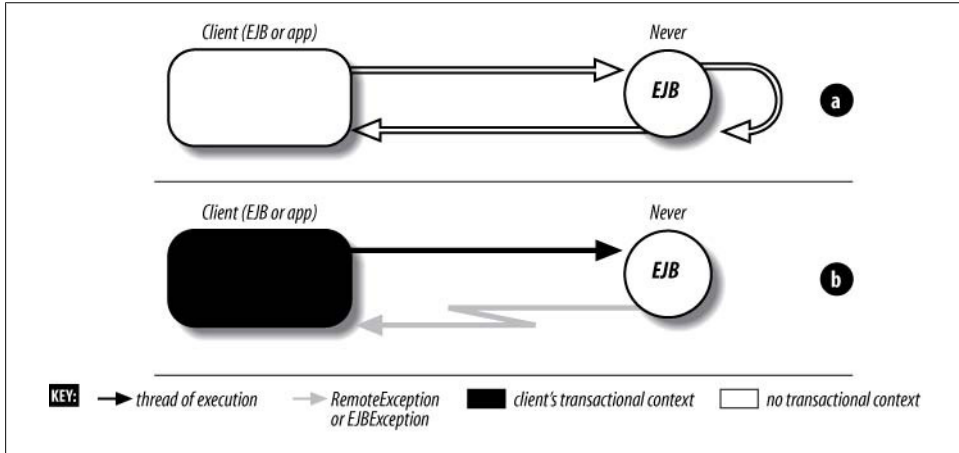 Client (EJB or app)
Never
EJB
a
Client (EJB or app)
Never
EJB
b
KEY:
thread of execution
RemoteException
or EJBException
client's transactional context
no transactional context